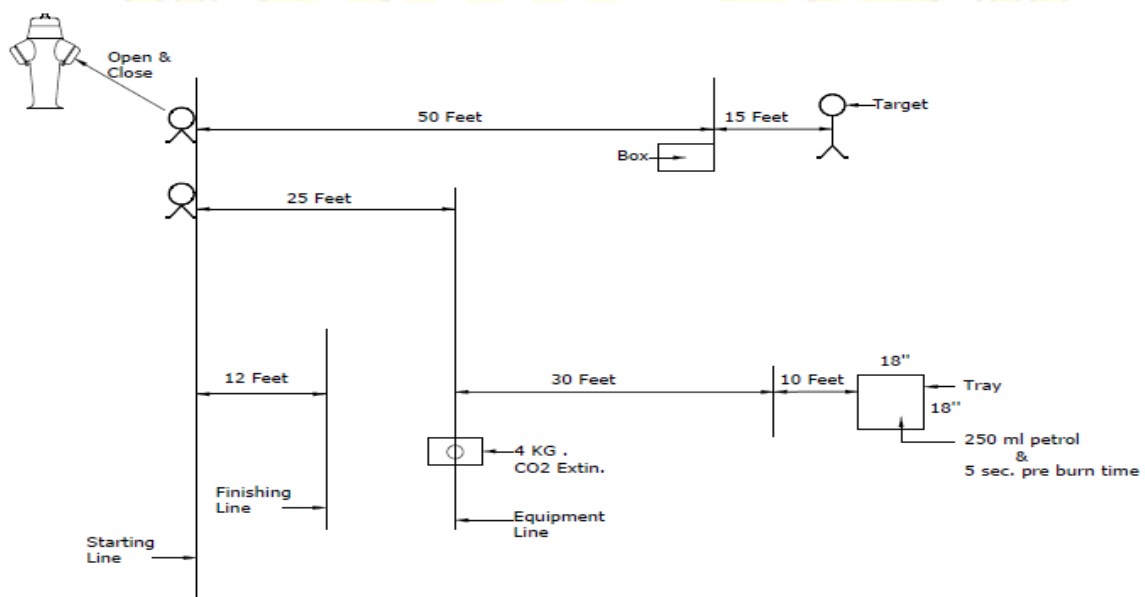 Open &
Close
50 Feet
15 Feet
Target
Box
25 Feet
12 Feet
30 Feet
10 Feet
18"
Tray
18"
250 ml petrol
&
5 sec. pre burn time
4 KG .
CO2 Extin.
Finishing
Line
Equipment
Line
Starting
Line